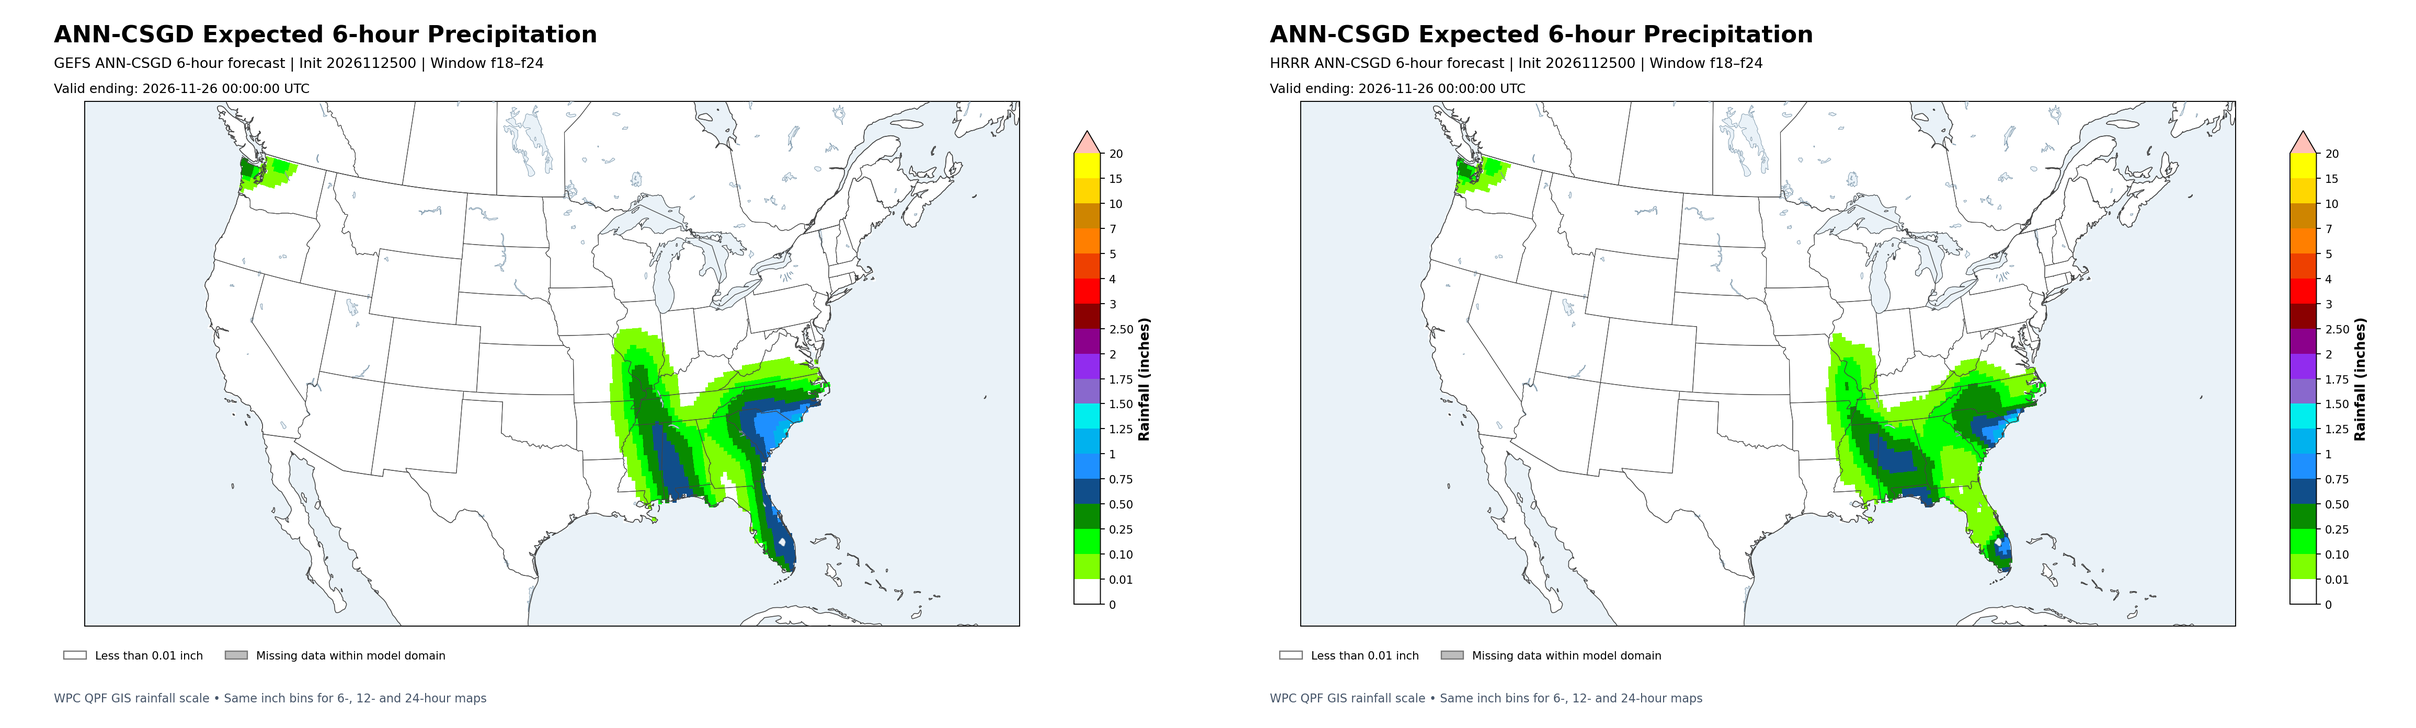 ANN-CSGD Expected 6-hour Precipitation
GEFS ANN-CSGD 6-hour forecast | Init 2026112500 | Window f18–f24
Valid ending: 2026-11-26 00:00:00 UTC
20
15
10
7
5
4
3
2.50
2
1.75
1.50
1.25
1
0.75
0.50
0.25
0.10
0.01
0
Rainfall (inches)
Less than 0.01 inch
Missing data within model domain
WPC QPF GIS rainfall scale • Same inch bins for 6-, 12- and 24-hour maps
ANN-CSGD Expected 6-hour Precipitation
HRRR ANN-CSGD 6-hour forecast | Init 2026112500 | Window f18–f24
Valid ending: 2026-11-26 00:00:00 UTC
20
15
10
7
5
4
3
2.50
2
1.75
1.50
1.25
1
0.75
0.50
0.25
0.10
0.01
0
Rainfall (inches)
Less than 0.01 inch
Missing data within model domain
WPC QPF GIS rainfall scale • Same inch bins for 6-, 12- and 24-hour maps